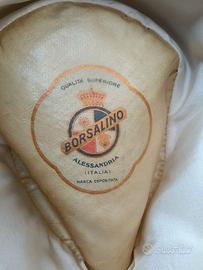 QUALITÀ SUPERIORE
BORSALINO
ALESSANDRIA
(ITALIA)
MARCA DEPOSITATA